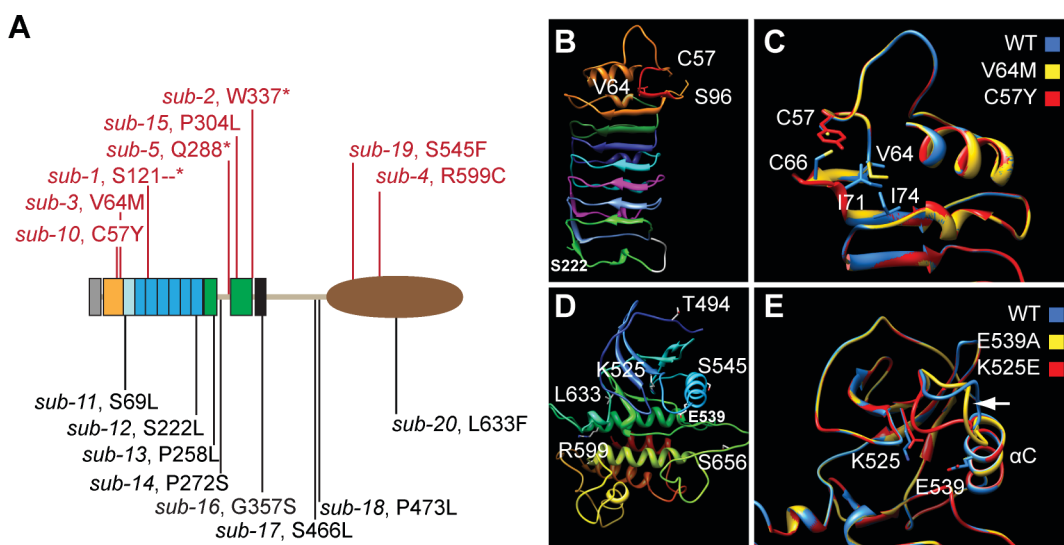 A
sub-2, W337*
sub-15, P304L
sub-5, Q288*
sub-1, S121--*
sub-3, V64M
sub-10, C57Y
sub-19, S545F
sub-4, R599C
sub-11, S69L
sub-12, S222L
sub-13, P258L
sub-14, P272S
sub-16, G357S
sub-17, S466L
sub-18, P473L
sub-20, L633F
B
C57
V64
S96
S222
C
WT
V64M
C57Y
C57
C66
V64
I71
I74
D
T494
K525
S545
L633
E539
R599
S656
E
WT
E539A
K525E
K525
αC
E539